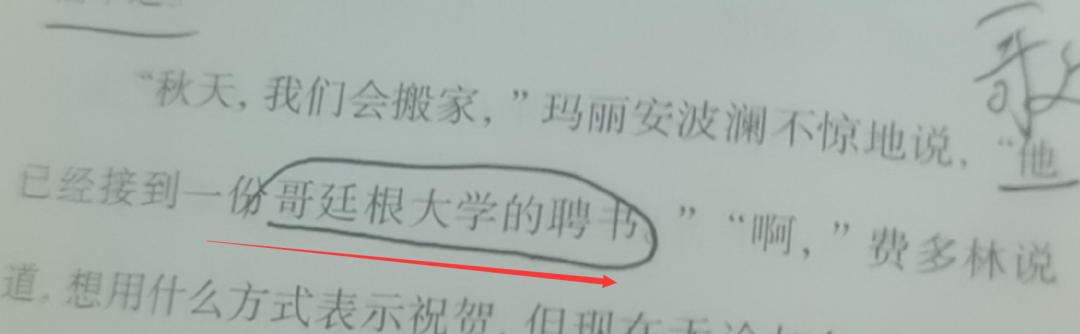 “秋天，我们会搬家，”玛丽安波澜不惊地说，“他
已经接到一份哥廷根大学的聘书。”“啊，”费多林说
道，想用什么方式表示祝贺，但现在无论